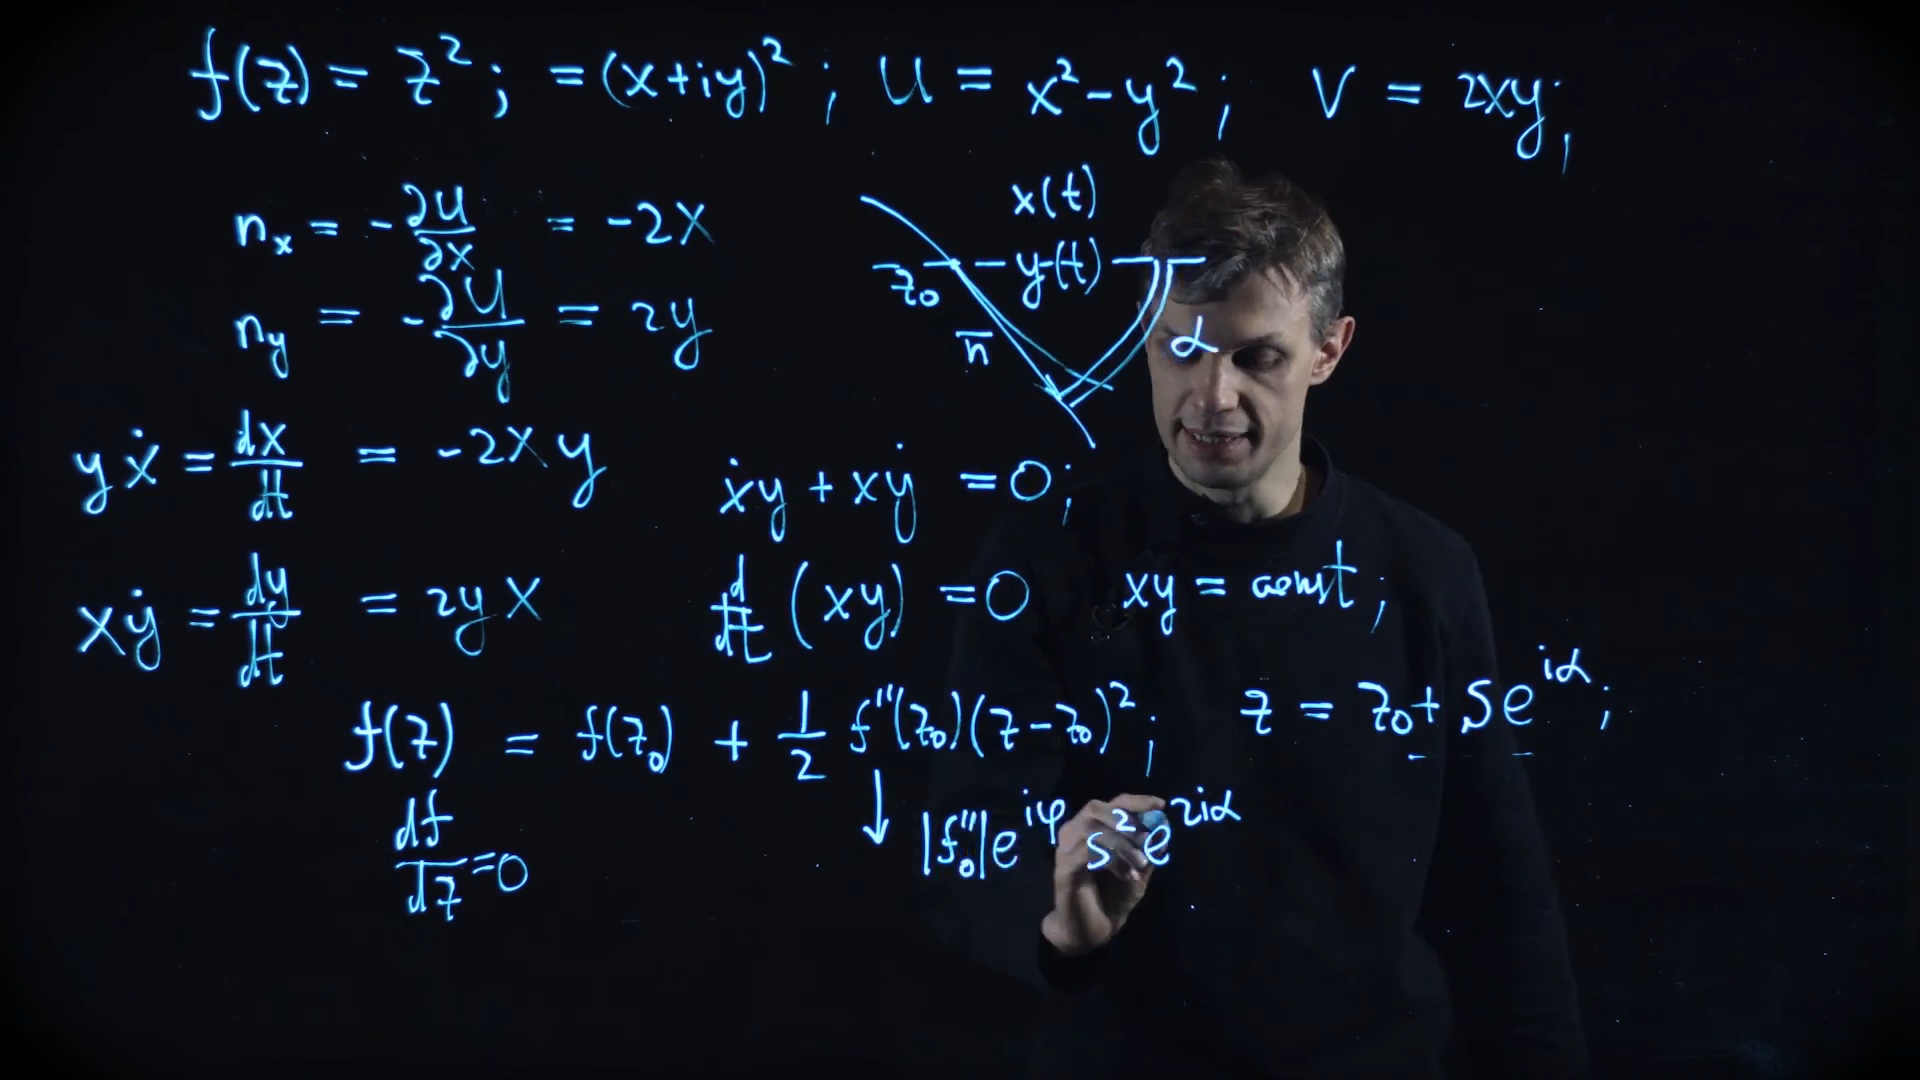 f(z) = z²; = (x+iy)²; U = x²-y²; V = 2xy;
n_x = -∂U/∂x = -2x
n_y = -∂U/∂y = 2y
x(t)
y(t)
z₀
n̄
α
yẋ = dx/dt = -2xy
ẋy + xẏ = 0;
xẏ = dy/dt = 2yx
d/dt (xy) = 0 xy = const;
f(z) = f(z₀) + 1/2 f''(z₀)(z-z₀)²; z = z₀ + Se^{iα};
df/dz = 0
↓ |f₀''|e^{iφ} s²e^{2iα}